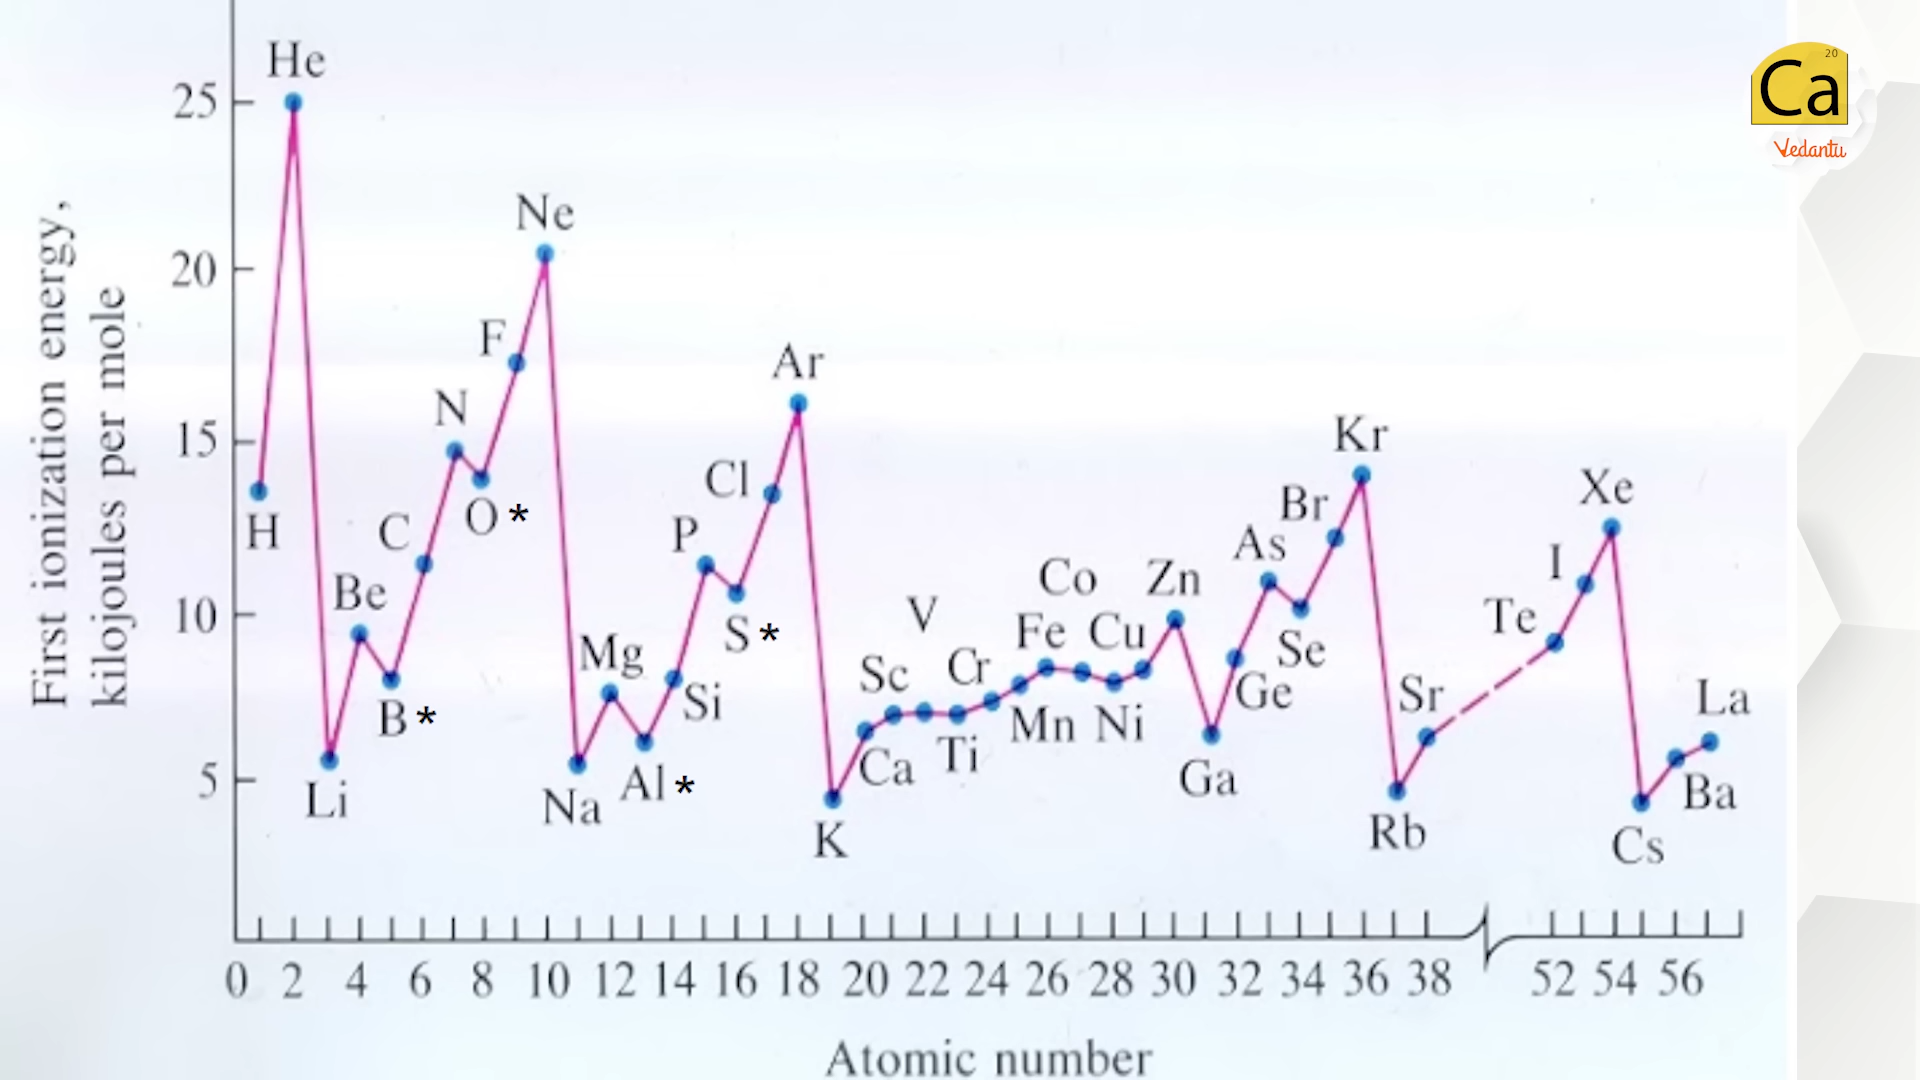 First ionization energy,
kilojoules per mole
25
20
15
10
5
He
Ne
F
N
O *
H
C
Be
B *
Li
Ar
Cl
P
S *
Mg
Si
Al *
Na
K
V
Sc
Cr
Ca
Ti
Co
Fe Cu
Mn Ni
Zn
As
Br
Kr
Se
Ge
Ga
Sr
Rb
Te
I
Xe
La
Ba
Cs
0 2 4 6 8 10 12 14 16 18 20 22 24 26 28 30 32 34 36 38 52 54 56
Atomic number
20
Ca
Vedantu